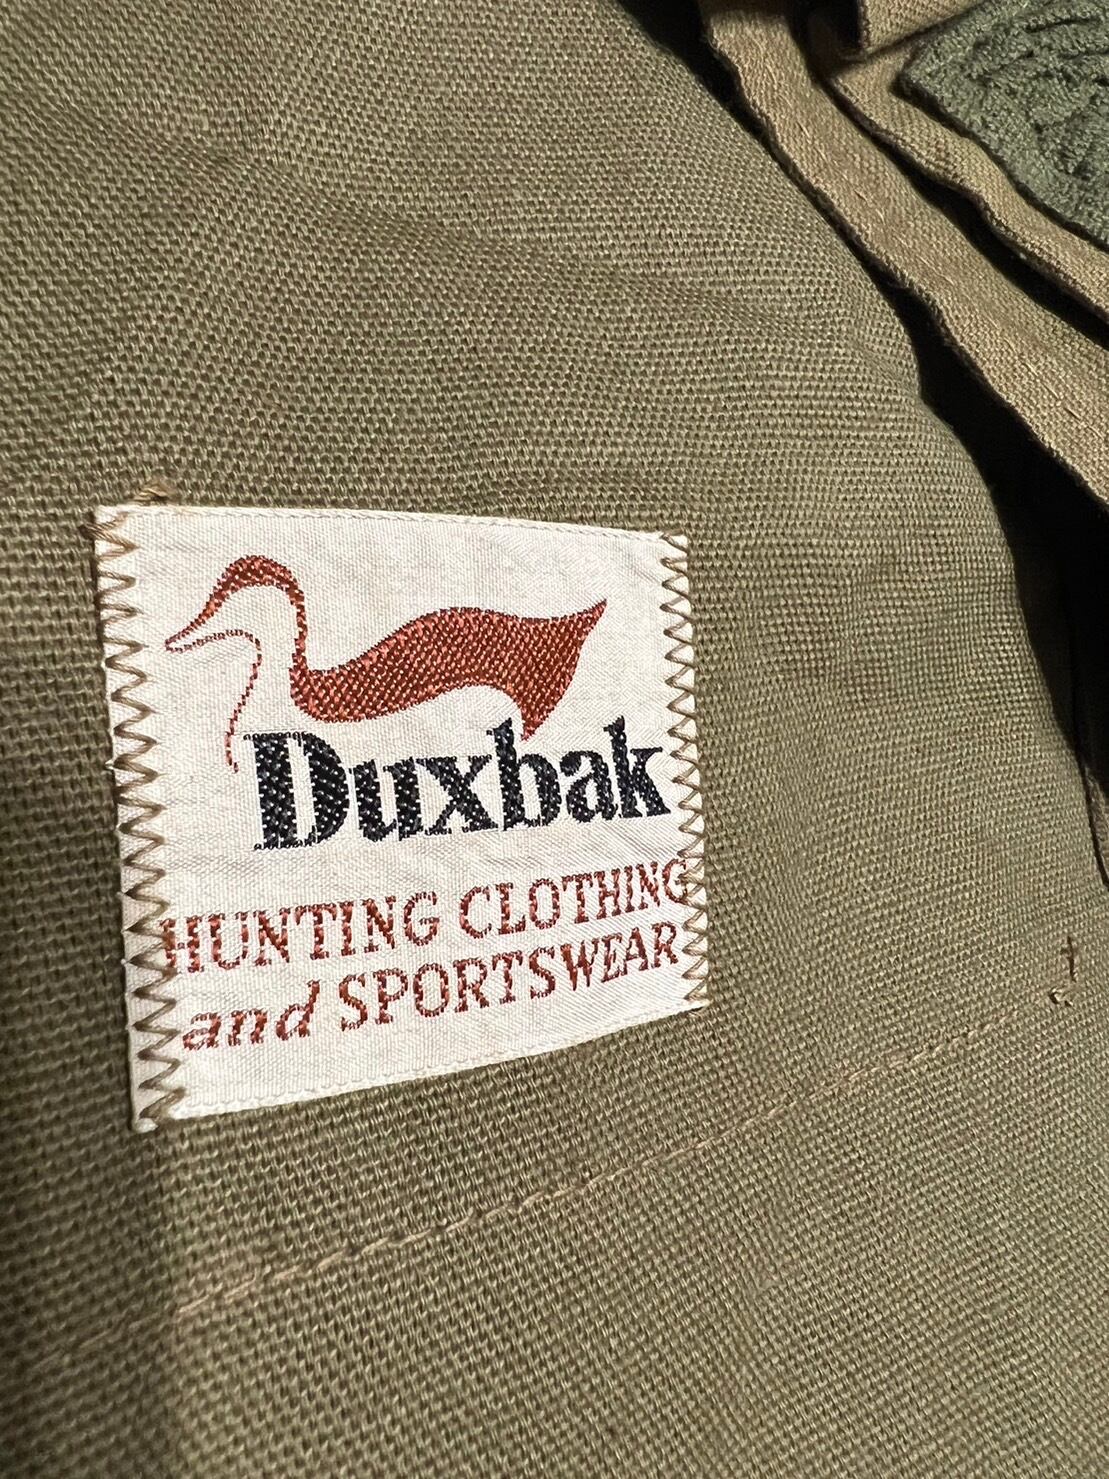 Duxbak
HUNTING CLOTHING
and SPORTSWEAR